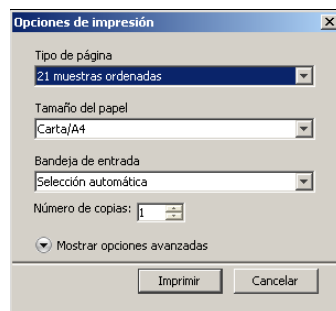 Opciones de impresión
Tipo de página
21 muestras ordenadas
Tamaño del papel
Carta/A4
Bandeja de entrada
Selección automática
Número de copias: 1
Mostrar opciones avanzadas
Imprimir Cancelar